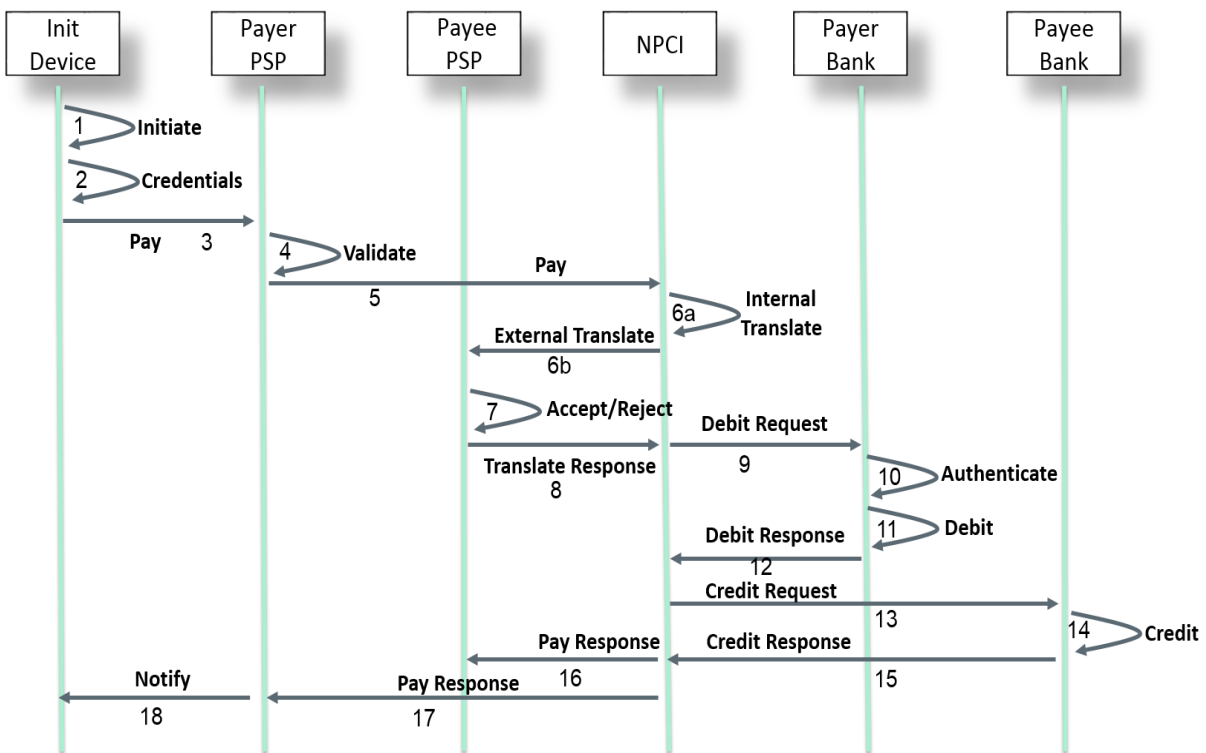 Init
Device
Payer
PSP
Payee
PSP
NPCI
Payer
Bank
Payee
Bank
1
Initiate
2
Credentials
Pay
3
4
Validate
Pay
5
6a
Internal
Translate
External Translate
6b
7
Accept/Reject
Debit Request
9
Translate Response
8
10
Authenticate
11
Debit
Debit Response
12
Credit Request
13
14
Credit
Pay Response
16
Credit Response
15
Notify
18
Pay Response
17